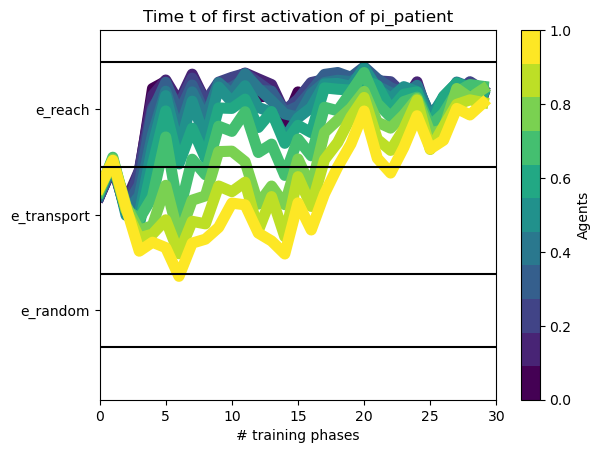 Time t of first activation of pi_patient
e_reach
e_transport
e_random
0
5
10
15
20
25
30
# training phases
1.0
0.8
0.6
0.4
0.2
0.0
Agents